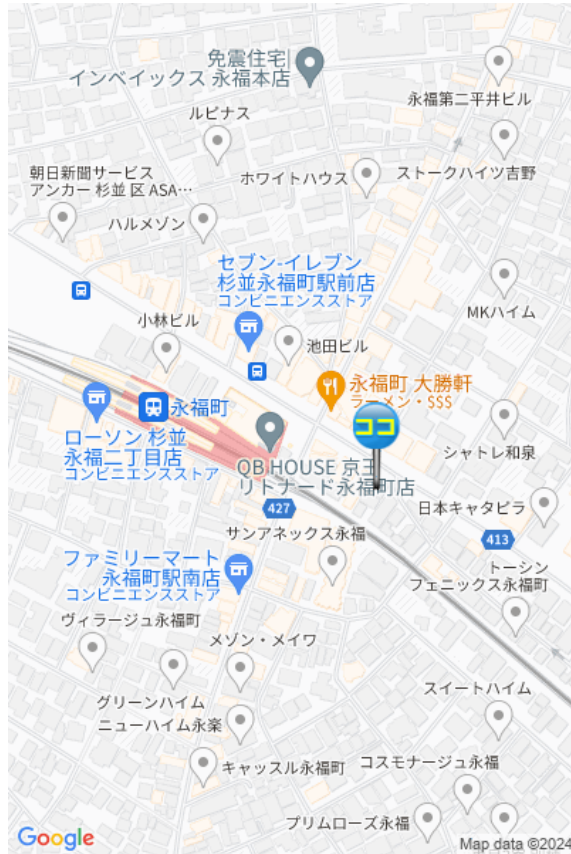 免震住宅|
インベイックス 永福本店
永福第二平井ビル
ルピナス
ストークハイツ吉野
朝日新聞サービス
アンカー 杉並 区 ASA…
ホワイトハウス
ハルメゾン
セブン-イレブン
杉並永福町駅前店
コンビニエンスストア
MKハイム
小林ビル
池田ビル
永福町 大勝軒
ラーメン・$$$
永福町
ココ
ローソン 杉並
永福二丁目店
コンビニエンスストア
シャトレ和泉
QB HOUSE 京王
リトナード永福町店
日本キャタピラ
427
サンアネックス永福
413
ファミリーマート
永福町駅南店
コンビニエンスストア
トーシン
フェニックス永福町
ヴィラージュ永福町
メゾン・メイワ
グリーンハイム
スイートハイム
ニューハイム永楽
キャッスル永福町
コスモナージュ永福
プリムローズ永福
Google
Map data ©2024